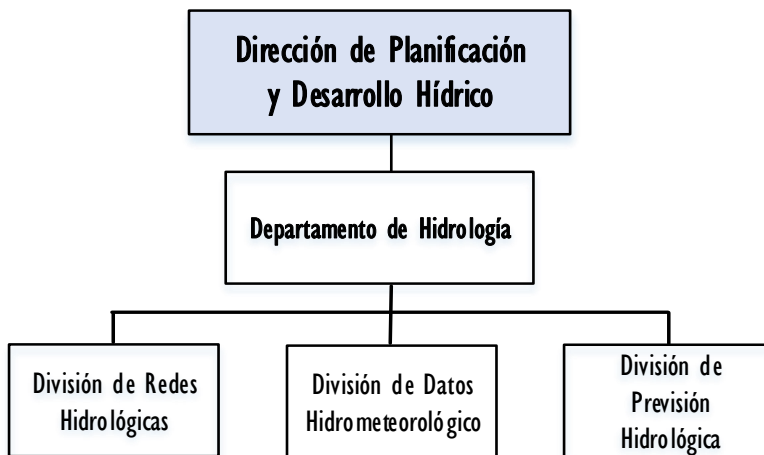 Dirección de Planificación
y Desarrollo Hídrico
Departamento de Hidrología
División de Redes
Hidrológicas
División de Datos
Hidrometeorológico
División de
Previsión
Hidrológica